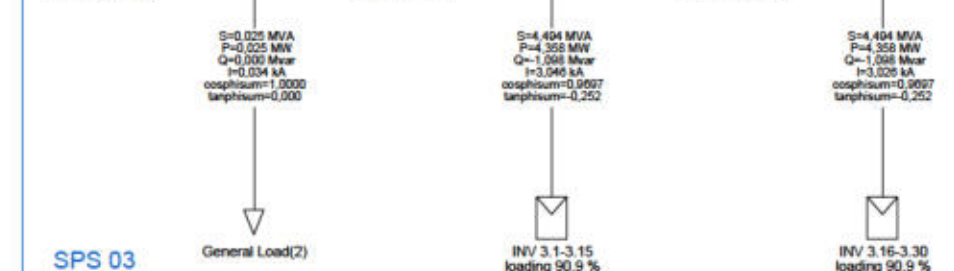 S=0,025 MVA
P=0,025 MW
Q=0,000 Mvar
I=0,034 kA
cosphisum=1,0000
tanphisum=0,000
S=4,494 MVA
P=4,358 MW
Q=-1,098 Mvar
I=3,046 kA
cosphisum=0,9697
tanphisum=-0,252
S=4,494 MVA
P=4,358 MW
Q=-1,098 Mvar
I=3,026 kA
cosphisum=0,9697
tanphisum=-0,252
General Load(2)
INV 3.1-3.15
loading 90.9 %
INV 3.16-3.30
loading 90.9 %
SPS 03